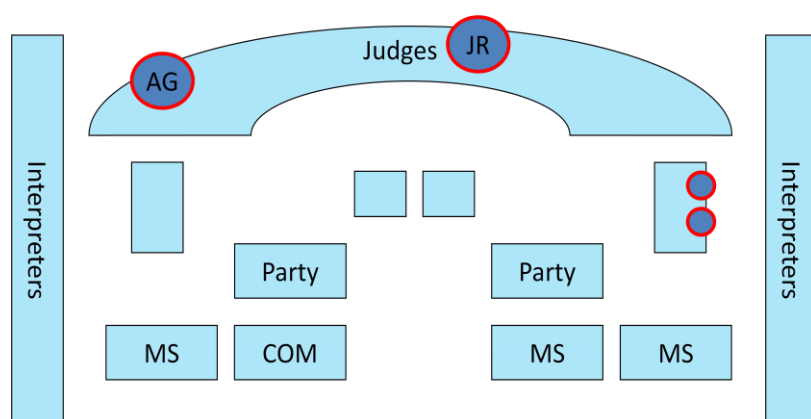 AG
Judges
JR
Interpreters
Interpreters
Party
Party
MS
COM
MS
MS